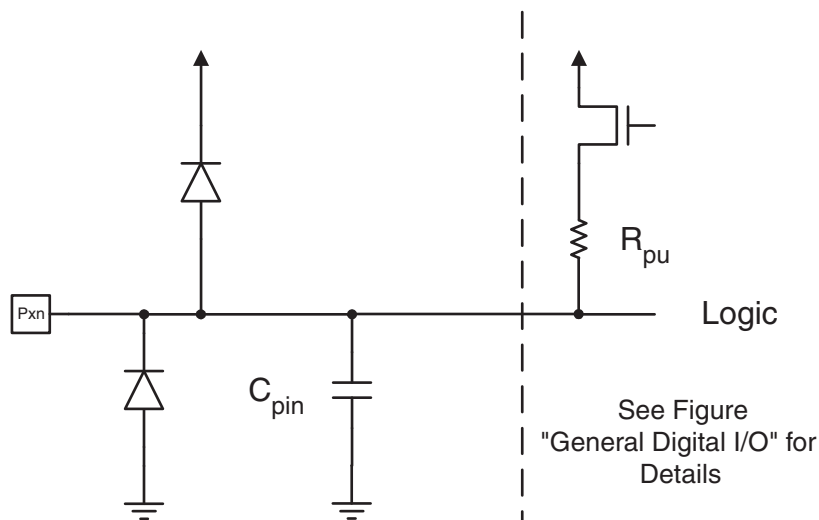 R
pu
Pxn
Logic
C
pin
See Figure
"General Digital I/O" for
Details